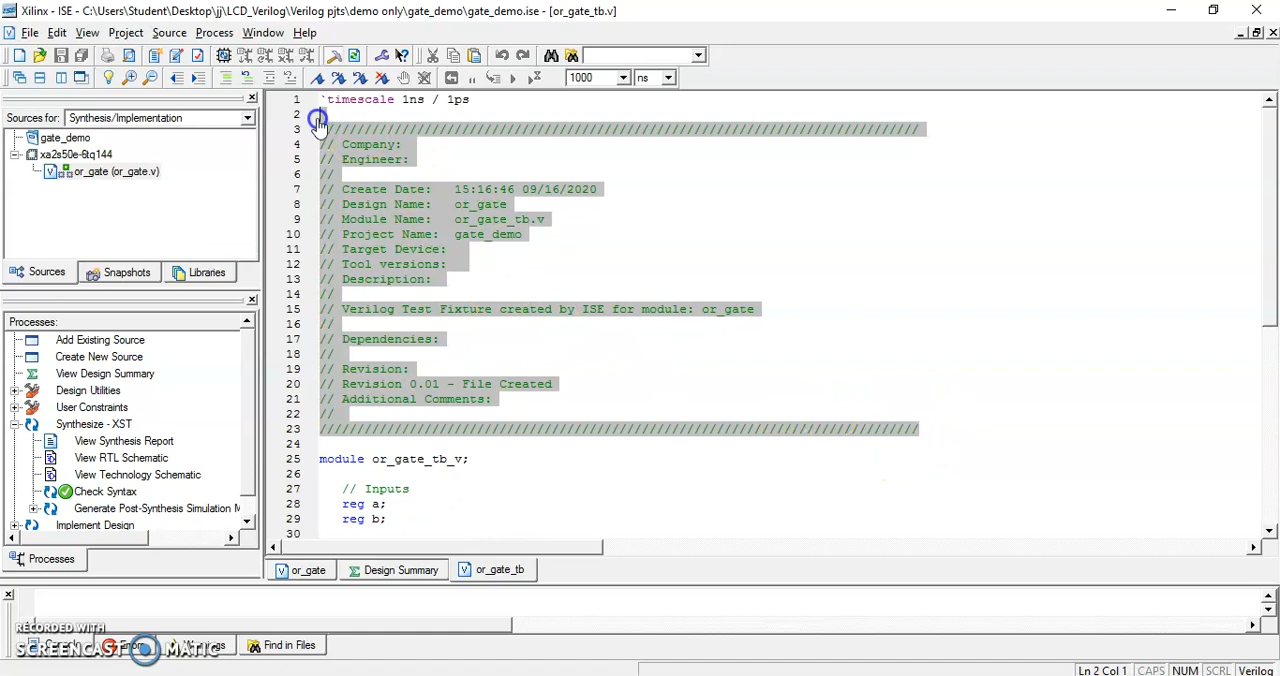 Xilinx - ISE - C:\Users\Student\Desktop\jj\LCD_Verilog\Verilog pjts\demo only\gate_demo\gate_demo.ise - [or_gate_tb.v]
File Edit View Project Source Process Window Help
1000 ns
Sources for: Synthesis/Implementation
gate_demo
xa2s50e-6tq144
or_gate (or_gate.v)
Sources Snapshots Libraries
Processes:
Add Existing Source
Create New Source
View Design Summary
Design Utilities
User Constraints
Synthesize - XST
View Synthesis Report
View RTL Schematic
View Technology Schematic
Check Syntax
Generate Post-Synthesis Simulation M
Implement Design
Processes
1 `timescale 1ns / 1ps
2
3 ////////////////////////////////////////////////////////////////////////////////
4 // Company:
5 // Engineer:
6 //
7 // Create Date: 15:16:46 09/16/2020
8 // Design Name: or_gate
9 // Module Name: or_gate_tb.v
10 // Project Name: gate_demo
11 // Target Device:
12 // Tool versions:
13 // Description:
14 //
15 // Verilog Test Fixture created by ISE for module: or_gate
16 //
17 // Dependencies:
18 //
19 // Revision:
20 // Revision 0.01 - File Created
21 // Additional Comments:
22 //
23 ////////////////////////////////////////////////////////////////////////////////
24
25 module or_gate_tb_v;
26
27 // Inputs
28 reg a;
29 reg b;
30
or_gate Design Summary or_gate_tb
RECORDED WITH
SCREENCAST MATIC
Find in Files
Ln 2 Col 1 CAPS NUM SCRL Verilog